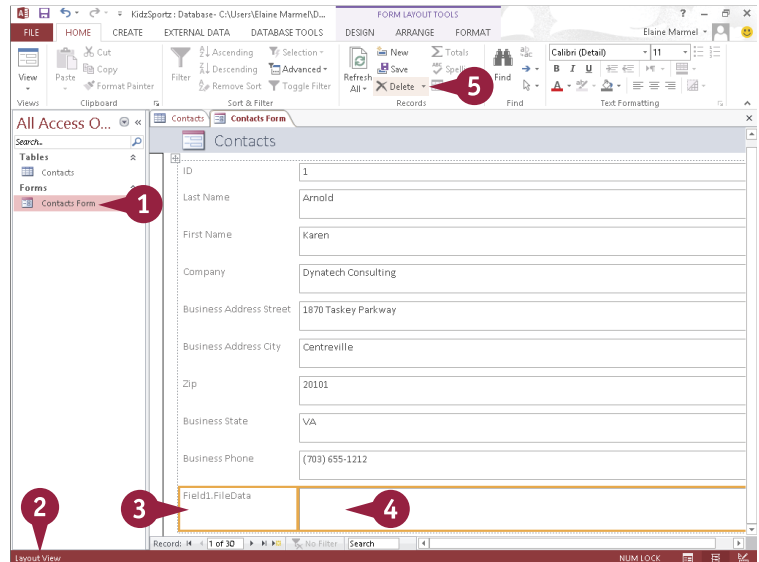 KidzSportz : Database- C:\Users\Elaine Marmel\D... FORM LAYOUT TOOLS ?
FILE HOME CREATE EXTERNAL DATA DATABASE TOOLS DESIGN ARRANGE FORMAT Elaine Marmel
View
Views
Paste
Cut
Copy
Format Painter
Clipboard
Filter
Ascending
Descending
Remove Sort
Selection
Advanced
Toggle Filter
Sort & Filter
Refresh
All
New
Save
Delete
Totals
Records
5
Find
Find
Calibri (Detail) 11
B I U
A
Text Formatting
All Access O... «
Search..
Tables
Contacts
Forms
Contacts Form
1
Contacts Contacts Form
Contacts
ID 1
Last Name Arnold
First Name Karen
Company Dynatech Consulting
Business Address Street 1870 Taskey Parkway
Business Address City Centreville
Zip 20101
Business State VA
Business Phone (703) 655-1212
Field1.FileData
2 3 4
Record: 1 of 30 No Filter Search
Layout View NUM LOCK